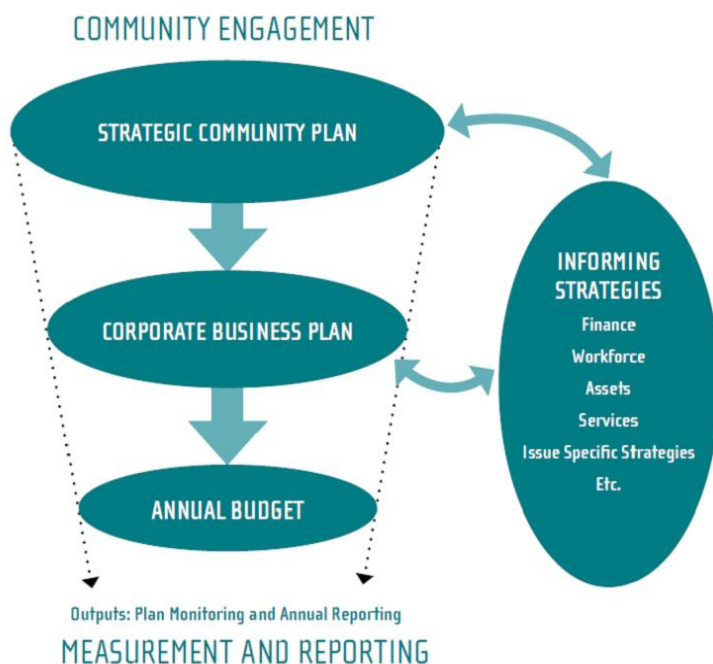 COMMUNITY ENGAGEMENT
STRATEGIC COMMUNITY PLAN
CORPORATE BUSINESS PLAN
ANNUAL BUDGET
INFORMING
STRATEGIES
Finance
Workforce
Assets
Services
Issue Specific Strategies
Etc.
Outputs: Plan Monitoring and Annual Reporting
MEASUREMENT AND REPORTING